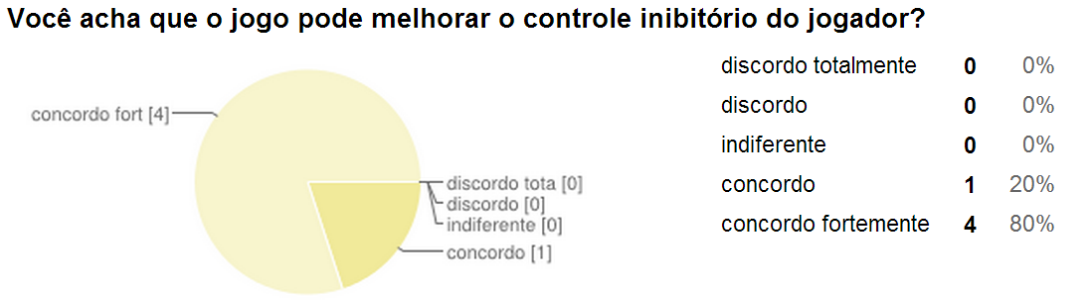 Você acha que o jogo pode melhorar o controle inibitório do jogador?
concordo fort [4]
discordo tota [0]
discordo [0]
indiferente [0]
concordo [1]
discordo totalmente 0 0%
discordo 0 0%
indiferente 0 0%
concordo 1 20%
concordo fortemente 4 80%